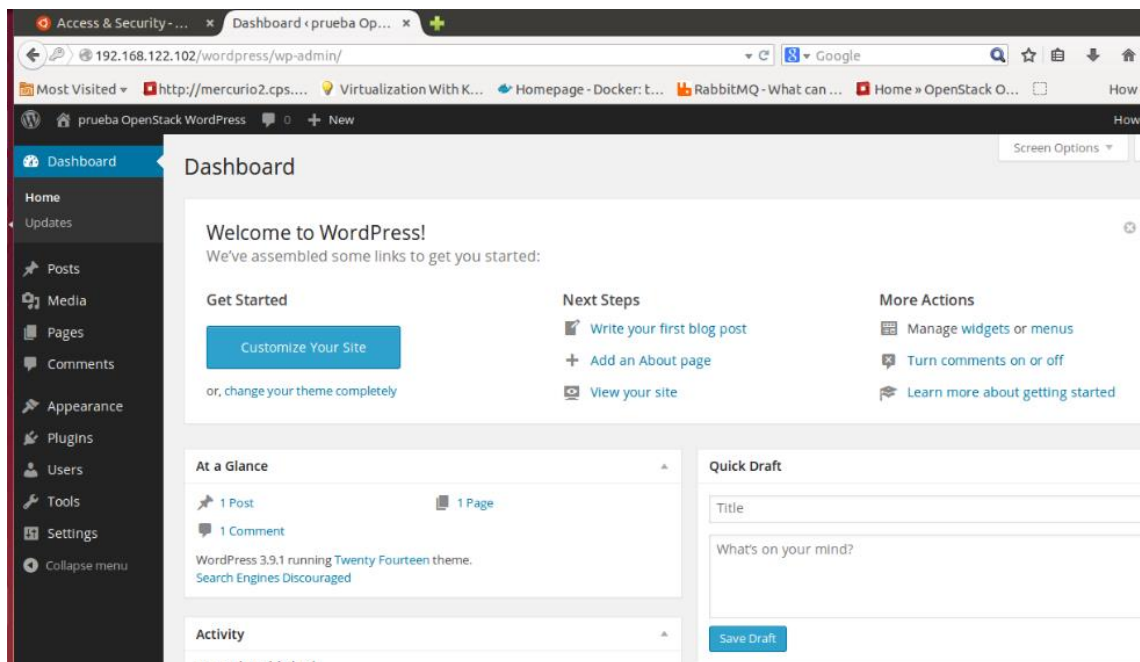 Access & Security - ... × Dashboard ‹ prueba Op... ×
192.168.122.102/wordpress/wp-admin/ Google
Most Visited http://mercurio2.cps.... Virtualization With K... Homepage - Docker: t... RabbitMQ - What can ... Home » OpenStack O... How
prueba OpenStack WordPress 0 + New How
Dashboard
Home
Updates
Posts
Media
Pages
Comments
Appearance
Plugins
Users
Tools
Settings
Collapse menu
Screen Options
Dashboard
Welcome to WordPress!
We've assembled some links to get you started:
Get Started
Customize Your Site
or, change your theme completely
Next Steps
Write your first blog post
Add an About page
View your site
More Actions
Manage widgets or menus
Turn comments on or off
Learn more about getting started
At a Glance
1 Post 1 Page
1 Comment
WordPress 3.9.1 running Twenty Fourteen theme.
Search Engines Discouraged
Activity
Quick Draft
Title
What's on your mind?
Save Draft